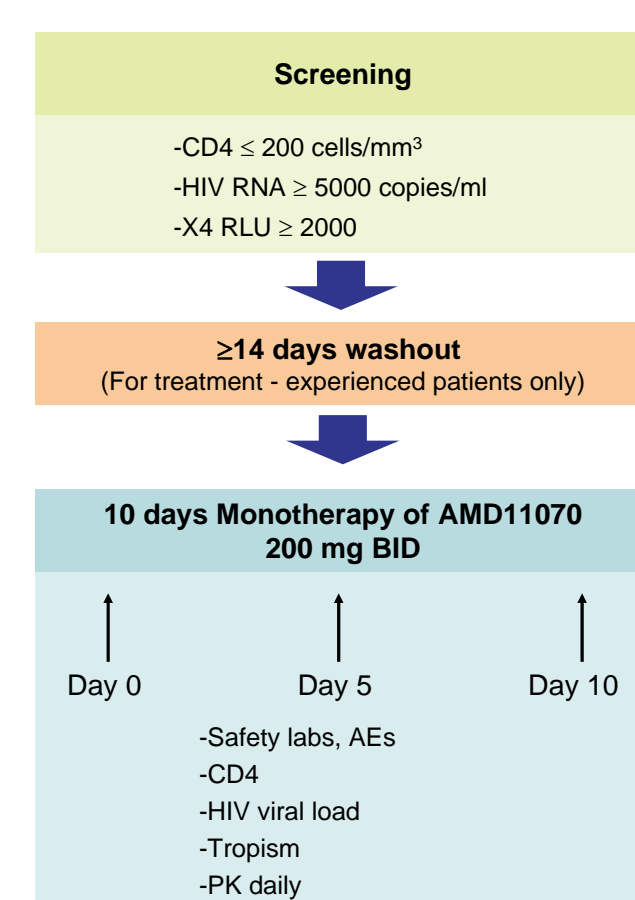 Screening
-CD4 ≤ 200 cells/mm³
-HIV RNA ≥ 5000 copies/ml
-X4 RLU ≥ 2000
≥14 days washout
(For treatment - experienced patients only)
10 days Monotherapy of AMD11070
200 mg BID
Day 0 Day 5 Day 10
-Safety labs, AEs
-CD4
-HIV viral load
-Tropism
-PK daily